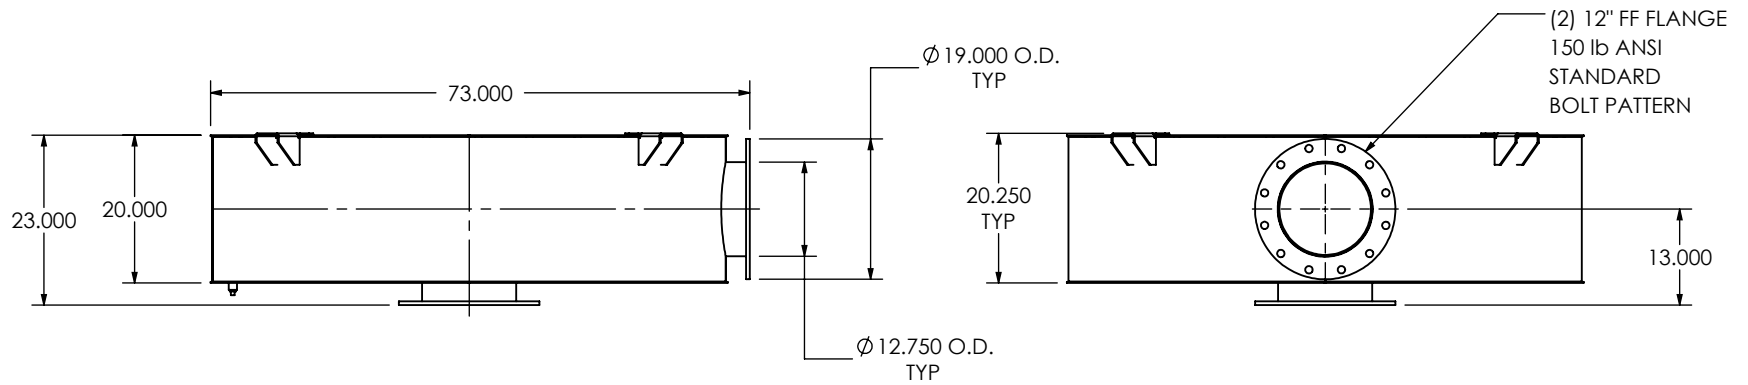 (2) 12" FF FLANGE
150 lb ANSI
STANDARD
BOLT PATTERN
∅19.000 O.D.
TYP
73.000
23.000
20.000
20.250
TYP
13.000
∅12.750 O.D.
TYP